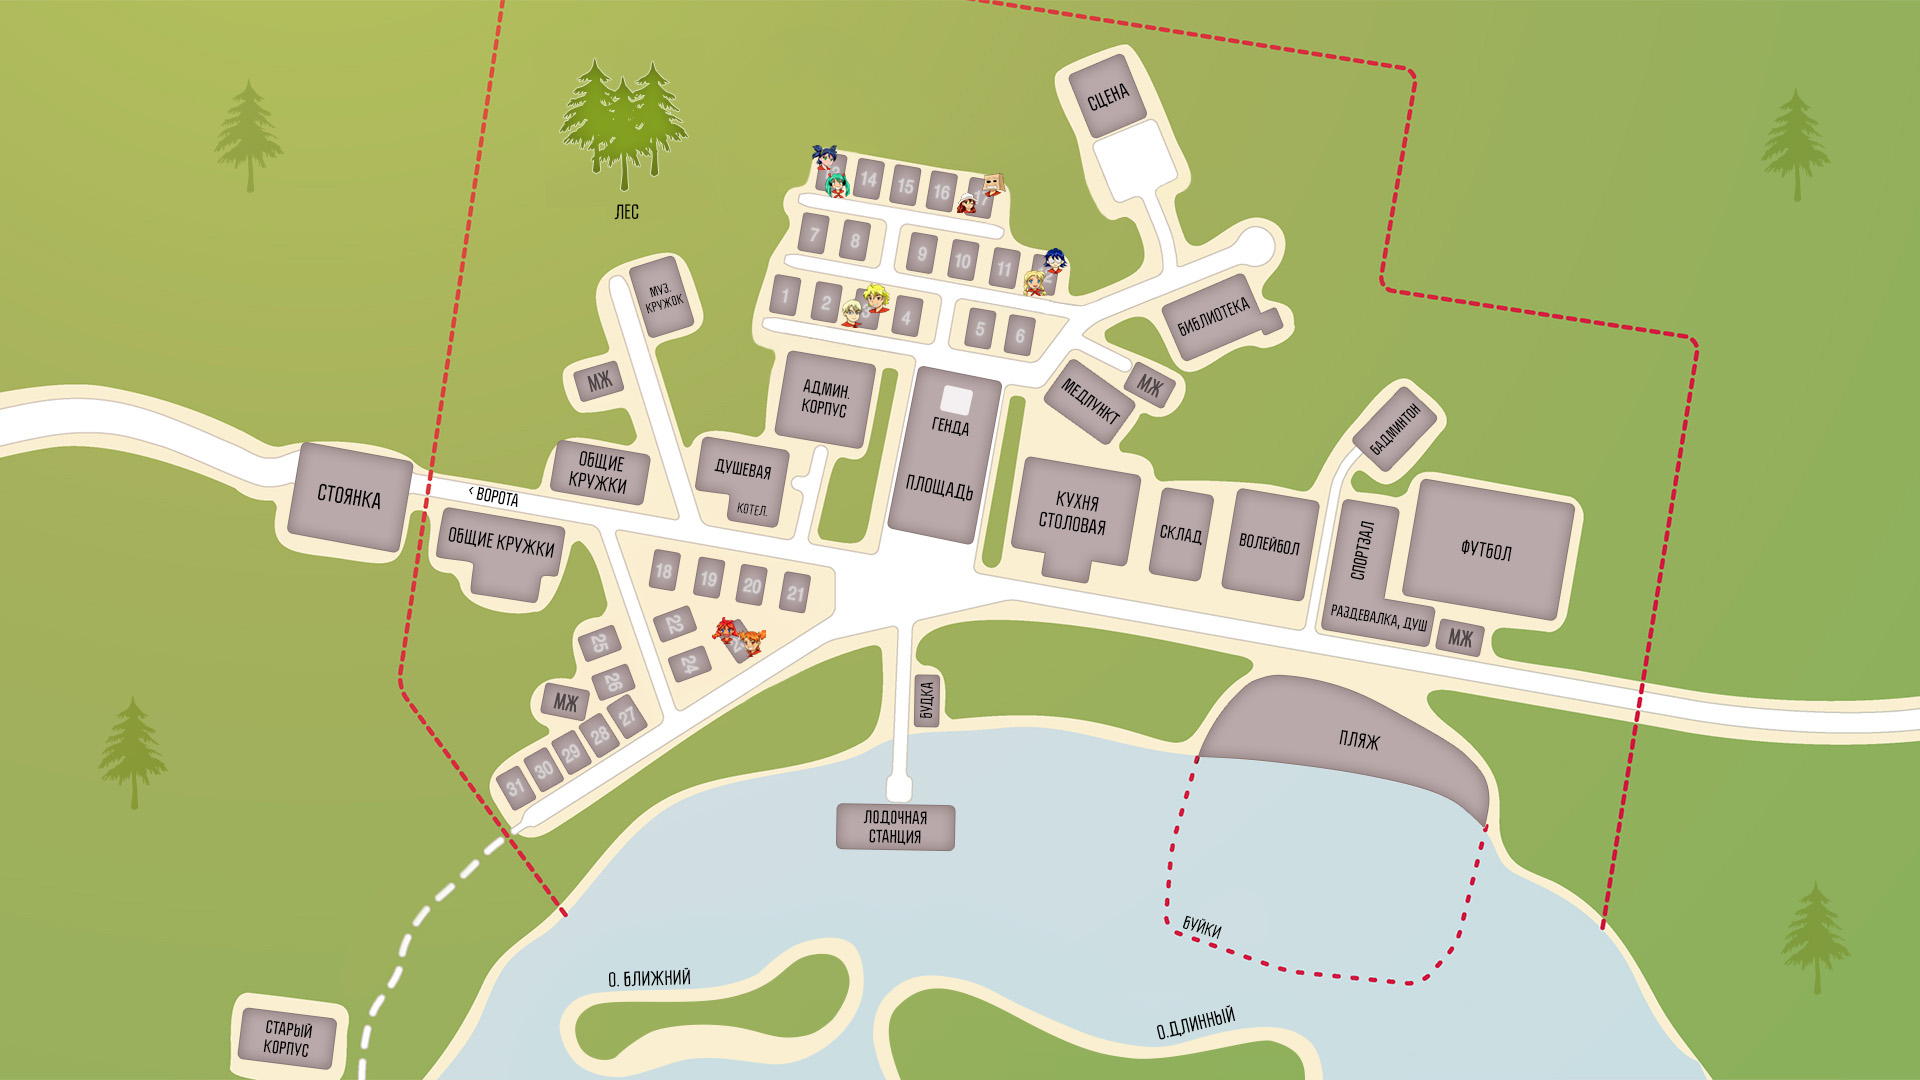 СЦЕНА
ЛЕС
14
15
16
7
8
9
10
11
МУЗ.
КРУЖОК
1
2
3
4
5
6
БИБЛИОТЕКА
МЖ
АДМИН.
КОРПУС
МЕДПУНКТ
МЖ
ГЕНДА
ПЛОЩАДЬ
БАДМИНТОН
СТОЯНКА
< ВОРОТА
ОБЩИЕ
КРУЖКИ
ДУШЕВАЯ
КОТЕЛ.
КУХНЯ
СТОЛОВАЯ
СКЛАД
ВОЛЕЙБОЛ
СПОРТЗАЛ
РАЗДЕВАЛКА, ДУШ
ФУТБОЛ
МЖ
ОБЩИЕ КРУЖКИ
18
19
20
21
22
24
25
26
МЖ
27
28
29
30
31
БУДКА
ПЛЯЖ
ЛОДОЧНАЯ
СТАНЦИЯ
БУЙКИ
О. БЛИЖНИЙ
О.ДЛИННЫЙ
СТАРЫЙ
КОРПУС